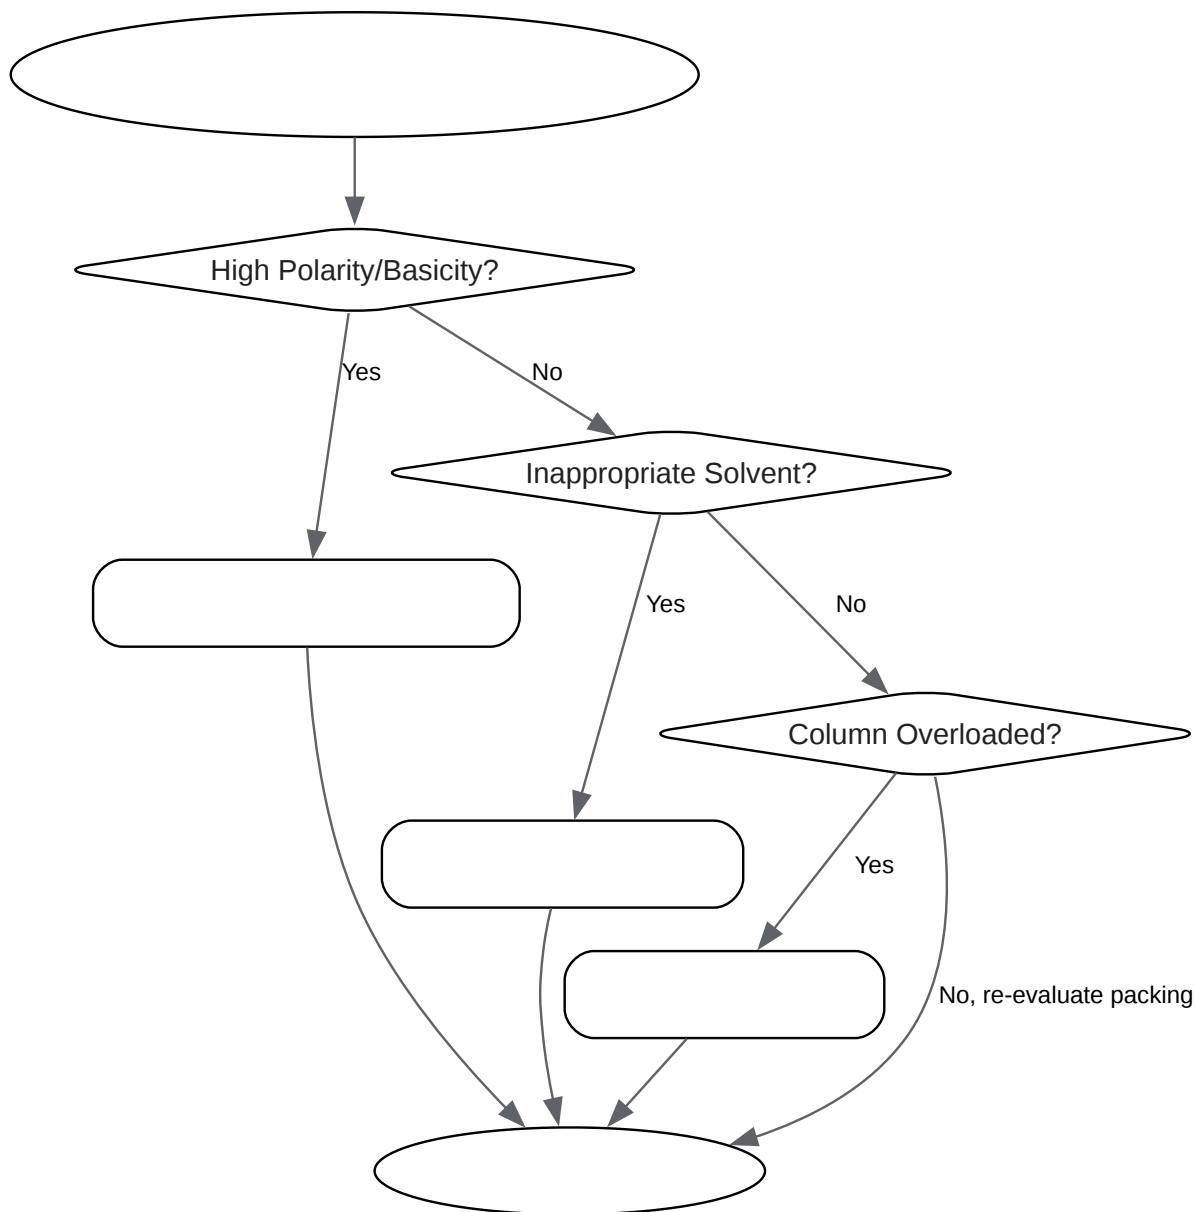 High Polarity/Basicity?
Yes
No
Inappropriate Solvent?
Yes
No
Column Overloaded?
Yes
No, re-evaluate packing